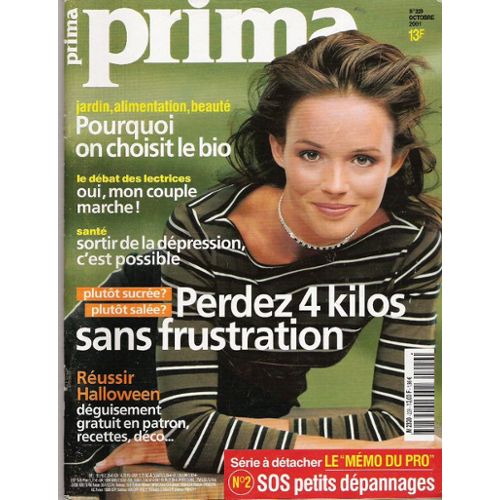 prima
prima
N°229
OCTOBRE
2001
13F
jardin, alimentation, beauté
Pourquoi
on choisit le bio
le débat des lectrices
oui, mon couple
marche !
santé
sortir de la dépression,
c'est possible
plutôt sucrée?
plutôt salée?
Perdez 4 kilos
sans frustration
Réussir
Halloween
déguisement
gratuit en patron,
recettes, déco...
Série à détacher LE "MÉMO DU PRO"
N°2 SOS petits dépannages